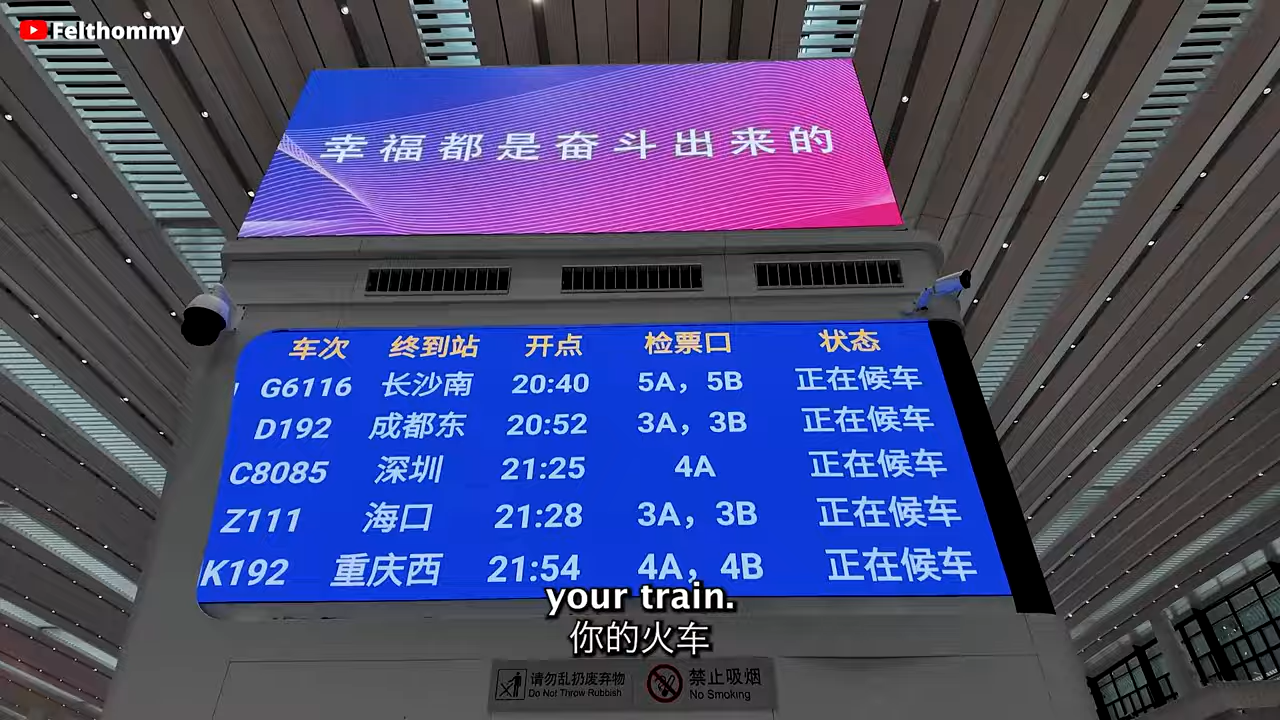 Felthommy
幸福都是奋斗出来的
车次 终到站 开点 检票口 状态
G6116 长沙南 20:40 5A，5B 正在候车
D192 成都东 20:52 3A，3B 正在候车
C8085 深圳 21:25 4A 正在候车
Z111 海口 21:28 3A，3B 正在候车
K192 重庆西 21:54 4A，4B 正在候车
your train.
你的火车
请勿乱扔废弃物
Do Not Throw Rubbish
禁止吸烟
No Smoking